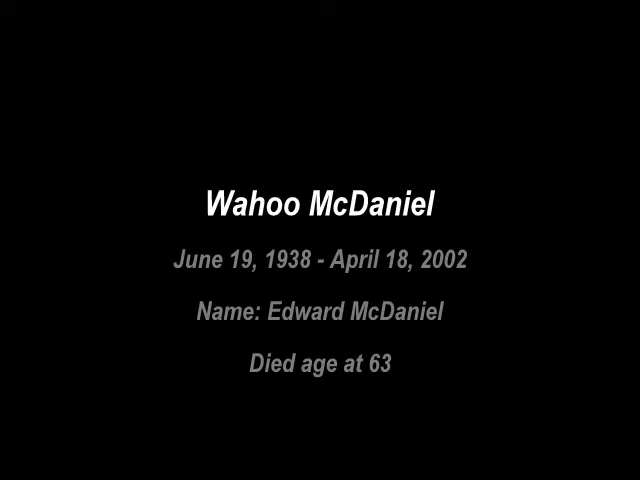 Wahoo McDaniel
June 19, 1938 - April 18, 2002
Name: Edward McDaniel
Died age at 63